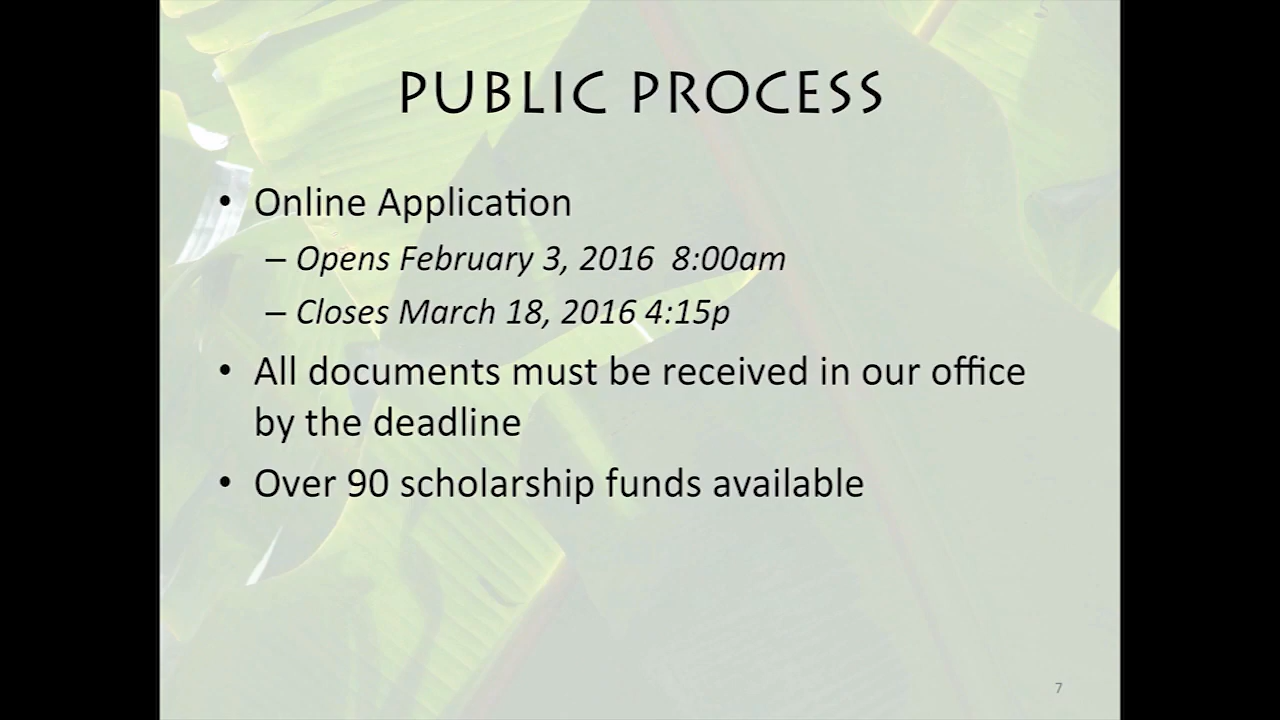 PUBLIC PROCESS
• Online Application
– Opens February 3, 2016  8:00am
– Closes March 18, 2016 4:15p
• All documents must be received in our office
by the deadline
• Over 90 scholarship funds available
7